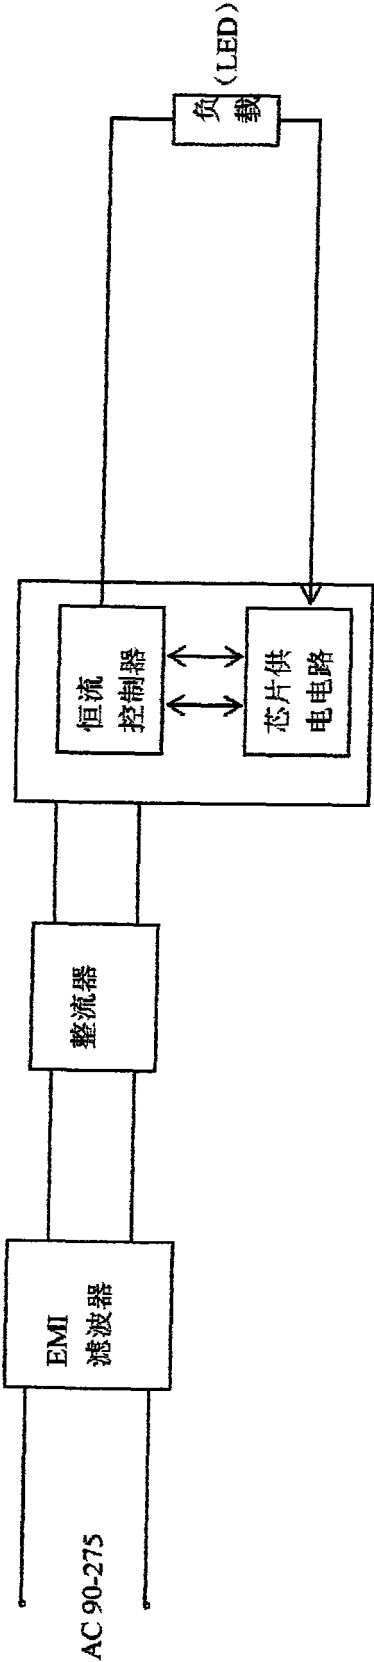 AC 90-275
EMI
滤波器
整流器
恒流
控制器
芯片供
电电路
负
载
(LED)